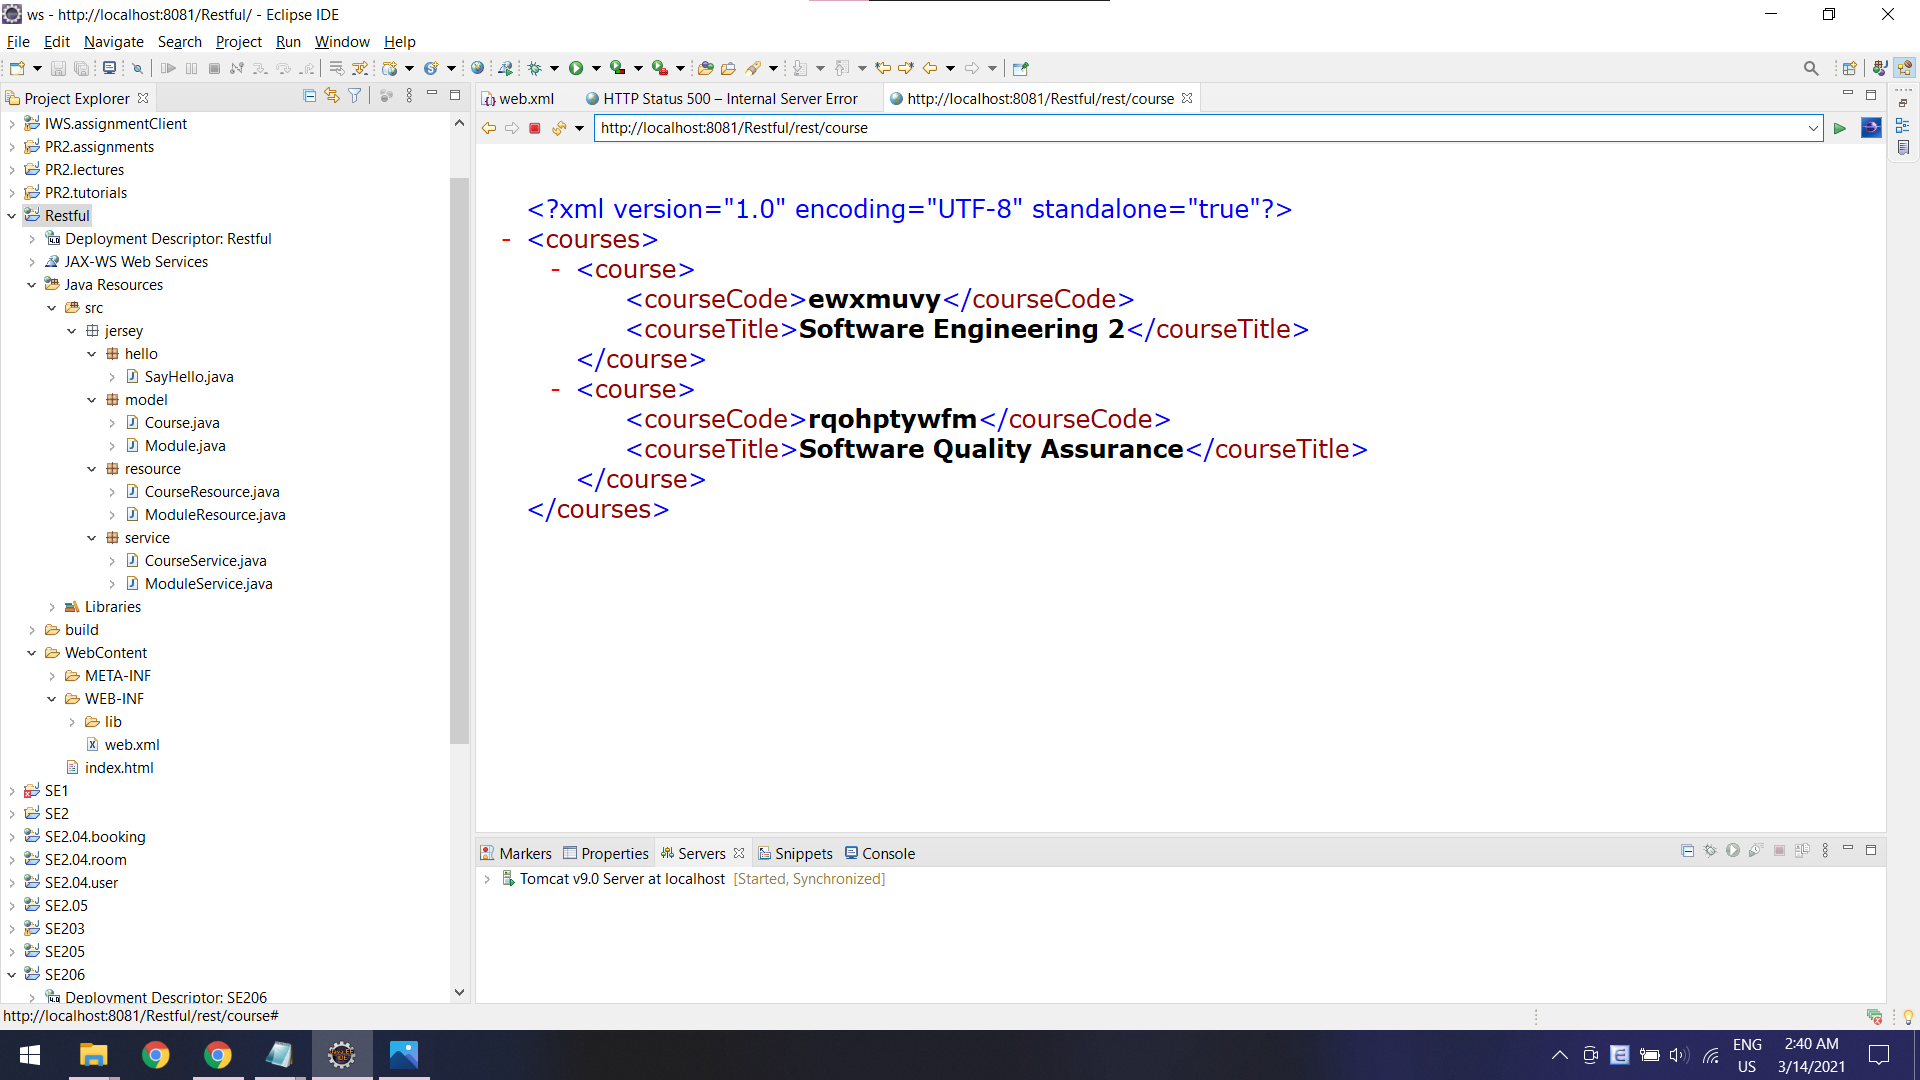 ws - http://localhost:8081/Restful/ - Eclipse IDE
File Edit Navigate Search Project Run Window Help
Project Explorer
web.xml
HTTP Status 500 – Internal Server Error
http://localhost:8081/Restful/rest/course
http://localhost:8081/Restful/rest/course
IWS.assignmentClient
PR2.assignments
PR2.lectures
PR2.tutorials
Restful
Deployment Descriptor: Restful
JAX-WS Web Services
Java Resources
src
jersey
hello
SayHello.java
model
Course.java
Module.java
resource
CourseResource.java
ModuleResource.java
service
CourseService.java
ModuleService.java
Libraries
build
WebContent
META-INF
WEB-INF
lib
web.xml
index.html
SE1
SE2
SE2.04.booking
SE2.04.room
SE2.04.user
SE2.05
SE203
SE205
SE206
Deployment Descriptor: SE206
<?xml version="1.0" encoding="UTF-8" standalone="true"?>
- <courses>
- <course>
<courseCode>ewxmuvy</courseCode>
<courseTitle>Software Engineering 2</courseTitle>
</course>
- <course>
<courseCode>rqohptywfm</courseCode>
<courseTitle>Software Quality Assurance</courseTitle>
</course>
</courses>
Markers Properties Servers Snippets Console
Tomcat v9.0 Server at localhost [Started, Synchronized]
http://localhost:8081/Restful/rest/course#
ENG
US
2:40 AM
3/14/2021